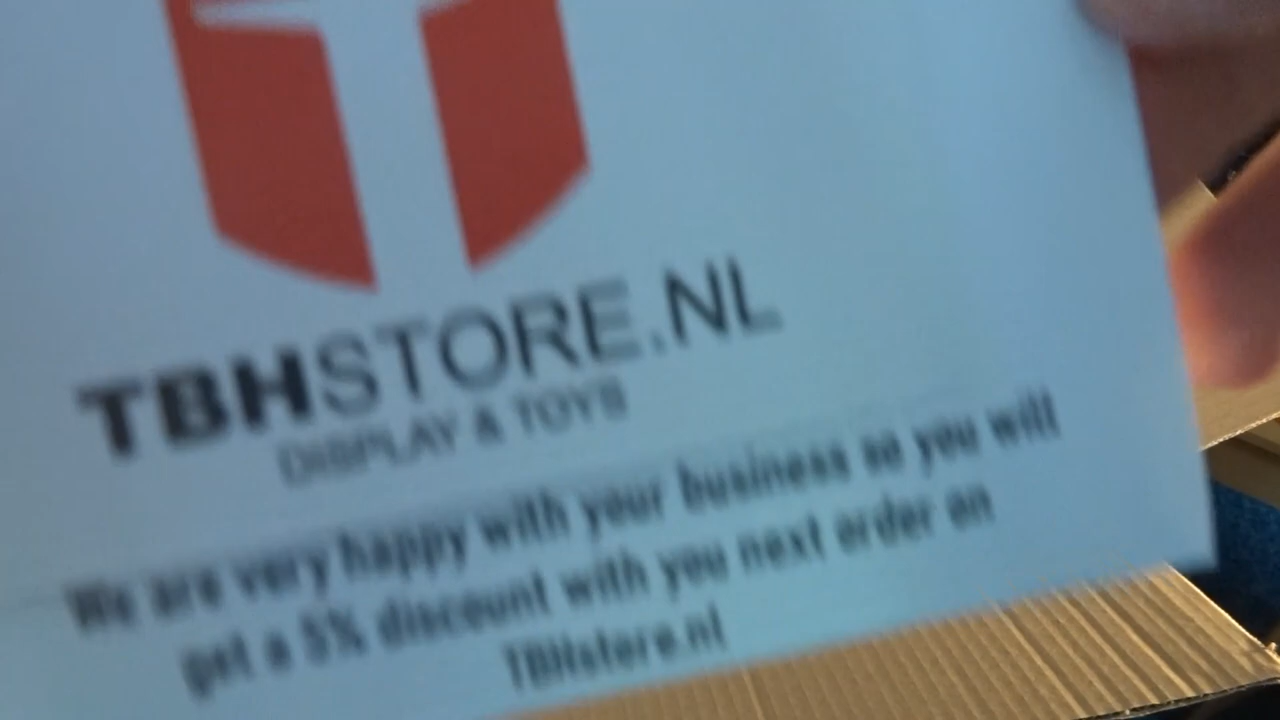 TBHSTORE.NL
DISPLAY & TOYS
We are very happy with your business so you will
get a 5% discount with you next order on
TBHstore.nl